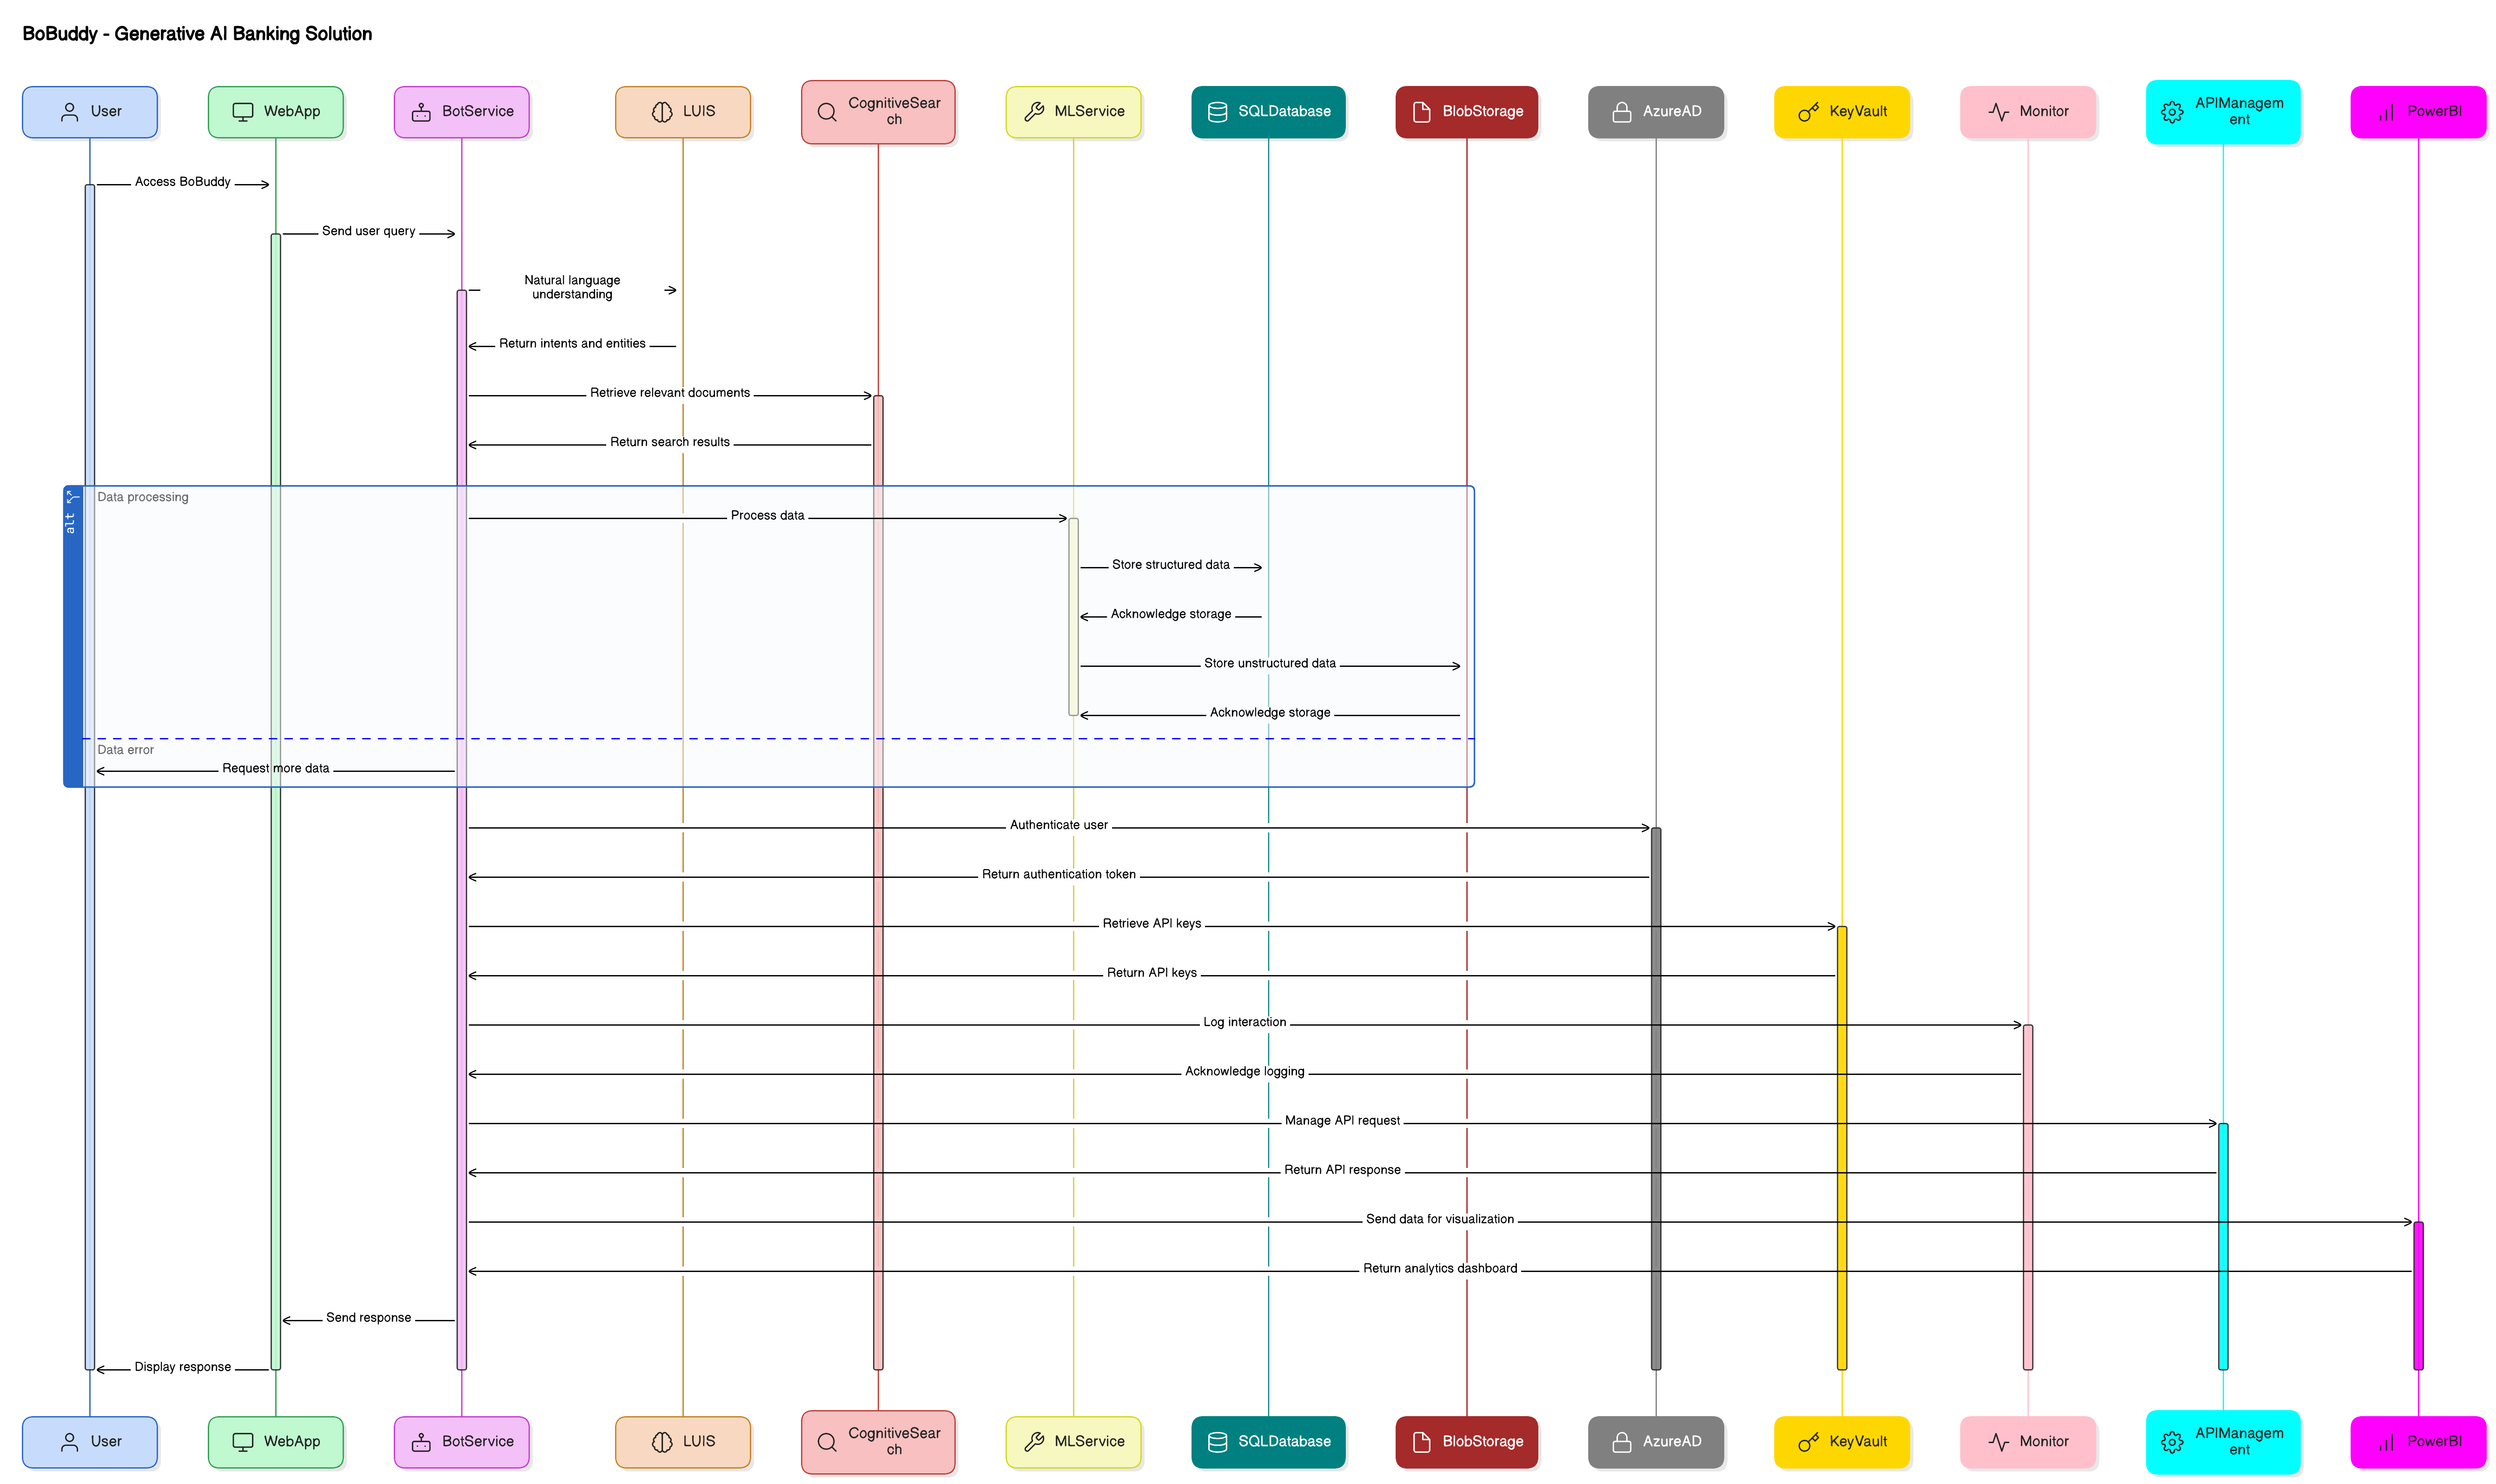 BoBuddy - Generative AI Banking Solution
User
WebApp
BotService
LUIS
CognitiveSear
ch
MLService
SQLDatabase
BlobStorage
AzureAD
KeyVault
Monitor
APIManagem
ent
PowerBI
Access BoBuddy
Send user query
Natural language
understanding
Return intents and entities
Retrieve relevant documents
Return search results
alt
Data processing
Process data
Store structured data
Acknowledge storage
Store unstructured data
Acknowledge storage
Data error
Request more data
Authenticate user
Return authentication token
Retrieve API keys
Return API keys
Log interaction
Acknowledge logging
Manage API request
Return API response
Send data for visualization
Return analytics dashboard
Send response
Display response
User
WebApp
BotService
LUIS
CognitiveSear
ch
MLService
SQLDatabase
BlobStorage
AzureAD
KeyVault
Monitor
APIManagem
ent
PowerBI